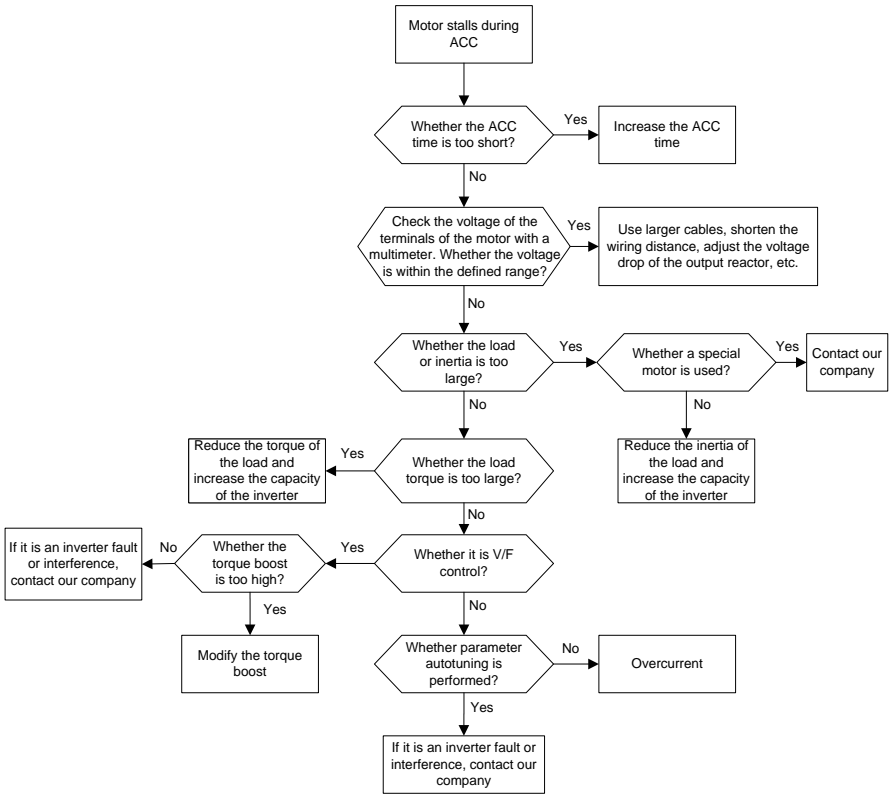 Motor stalls during
ACC
Whether the ACC
time is too short?
Yes
Increase the ACC
time
No
Check the voltage of the
terminals of the motor with a
multimeter. Whether the voltage
is within the defined range?
Yes
Use larger cables, shorten the
wiring distance, adjust the voltage
drop of the output reactor, etc.
No
Whether the load
or inertia is too
large?
Yes
Whether a special
motor is used?
Yes
Contact our
company
No
No
Reduce the torque of
the load and
increase the capacity
of the inverter
Yes
Whether the load
torque is too large?
Reduce the inertia of
the load and
increase the capacity
of the inverter
No
If it is an inverter fault
or interference,
contact our company
No
Whether the
torque boost
is too high?
Yes
Whether it is V/F
control?
Yes
No
Modify the torque
boost
Whether parameter
autotuning is
performed?
No
Overcurrent
Yes
If it is an inverter fault or
interference, contact our
company